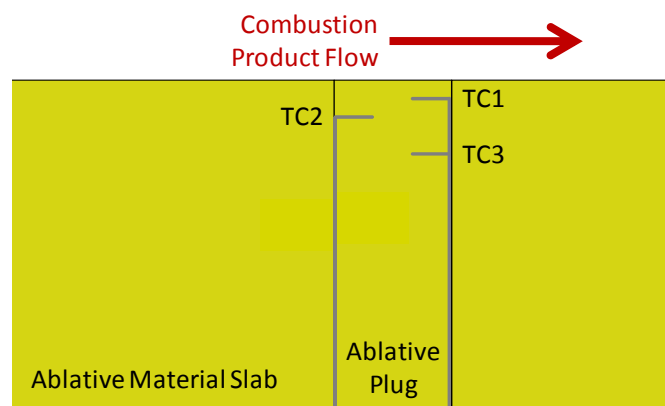 Combustion
Product Flow
TC1
TC2
TC3
Ablative Material Slab
Ablative
Plug